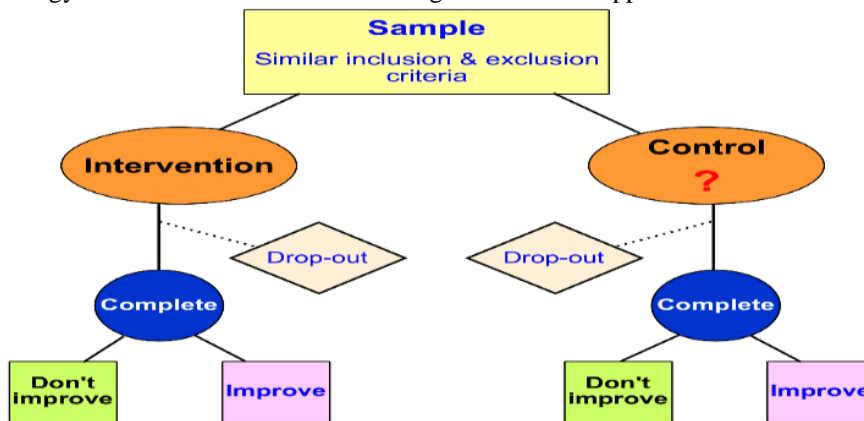 Sample
Similar inclusion & exclusion
criteria
Intervention
Control
?
Drop-out
Drop-out
Complete
Complete
Don't
improve
Improve
Don't
improve
Improve